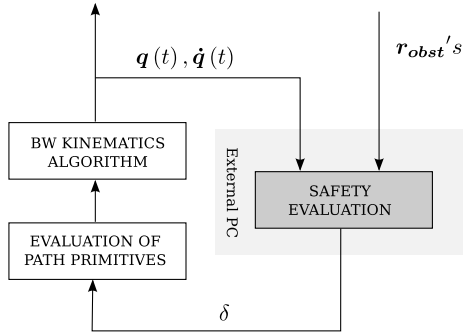 q(t), q̇(t)
r_obst's
BW KINEMATICS
ALGORITHM
External PC
SAFETY
EVALUATION
EVALUATION OF
PATH PRIMITIVES
δ